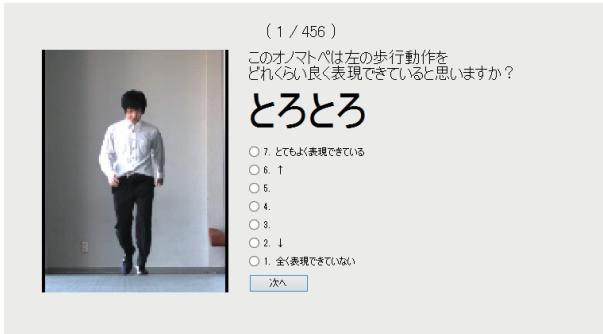 ( 1 / 456 )
このオノマトペは左の歩行動作を
どれくらい良く表現できていると思いますか？
とろとろ
7. とてもよく表現できている
6. ↑
5.
4.
3.
2. ↓
1. 全く表現できていない
次へ